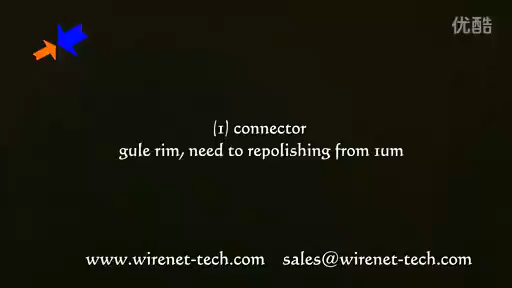 优酷
(1) connector
gule rim, need to repolishing from 1um
www.wirenet-tech.com sales@wirenet-tech.com